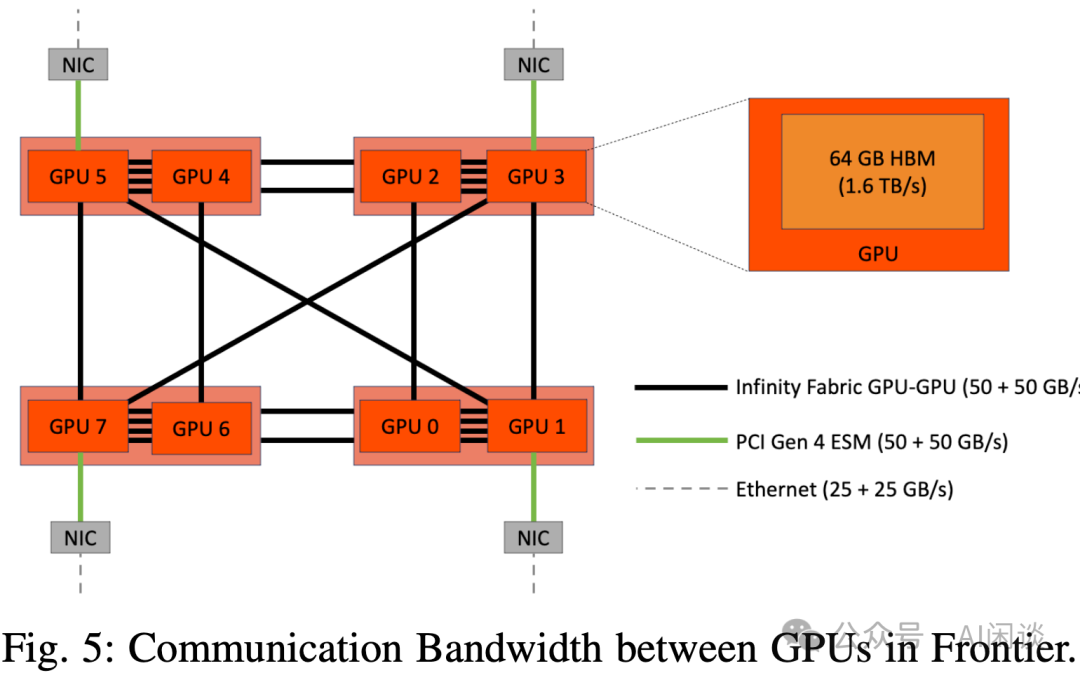 NIC
NIC
GPU 5
GPU 4
GPU 2
GPU 3
64 GB HBM
(1.6 TB/s)
GPU
GPU 7
GPU 6
GPU 0
GPU 1
Infinity Fabric GPU-GPU (50 + 50 GB/s
PCI Gen 4 ESM (50 + 50 GB/s)
Ethernet (25 + 25 GB/s)
NIC
NIC
公众号 · AI闲谈
Fig. 5: Communication Bandwidth between GPUs in Frontier.